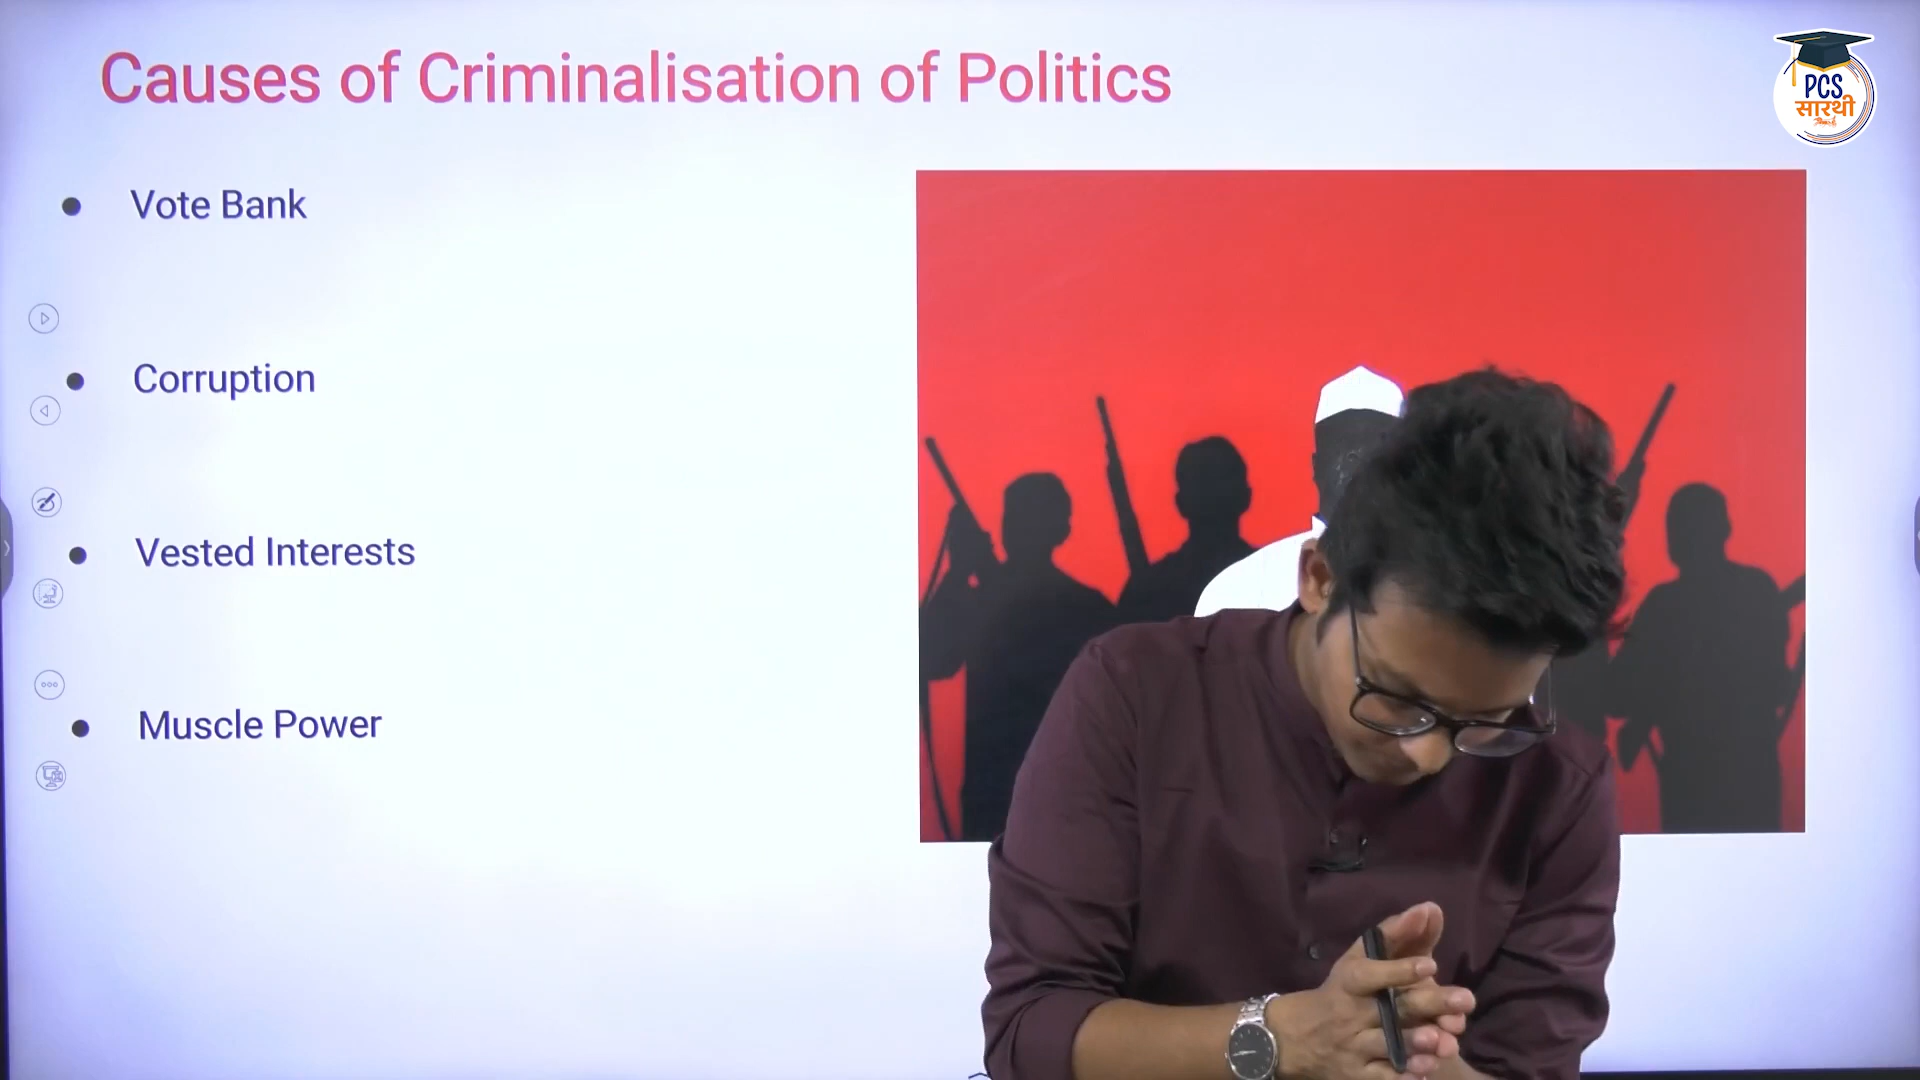 Causes of Criminalisation of Politics
PCS
सारथी
Vote Bank
Corruption
Vested Interests
Muscle Power